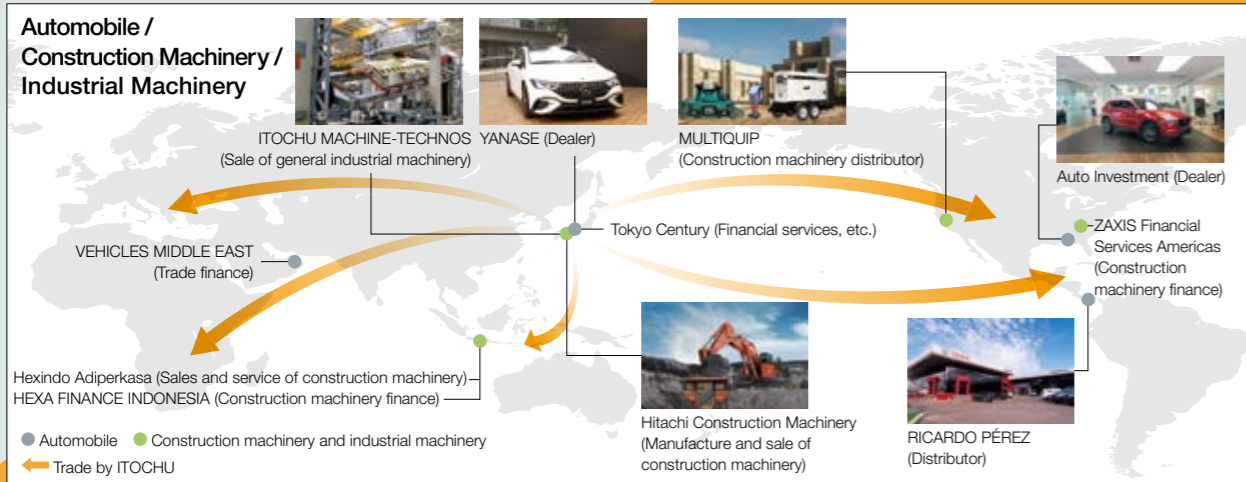 Automobile /
Construction Machinery /
Industrial Machinery
ITOCHU MACHINE-TECHNOS
(Sale of general industrial machinery)
YANASE (Dealer)
MULTIQUIP
(Construction machinery distributor)
Auto Investment (Dealer)
VEHICLES MIDDLE EAST
(Trade finance)
Tokyo Century (Financial services, etc.)
ZAXIS Financial
Services Americas
(Construction
machinery finance)
Hexindo Adiperkasa (Sales and service of construction machinery)
HEXA FINANCE INDONESIA (Construction machinery finance)
Hitachi Construction Machinery
(Manufacture and sale of
construction machinery)
RICARDO PÉREZ
(Distributor)
Automobile
Construction machinery and industrial machinery
Trade by ITOCHU